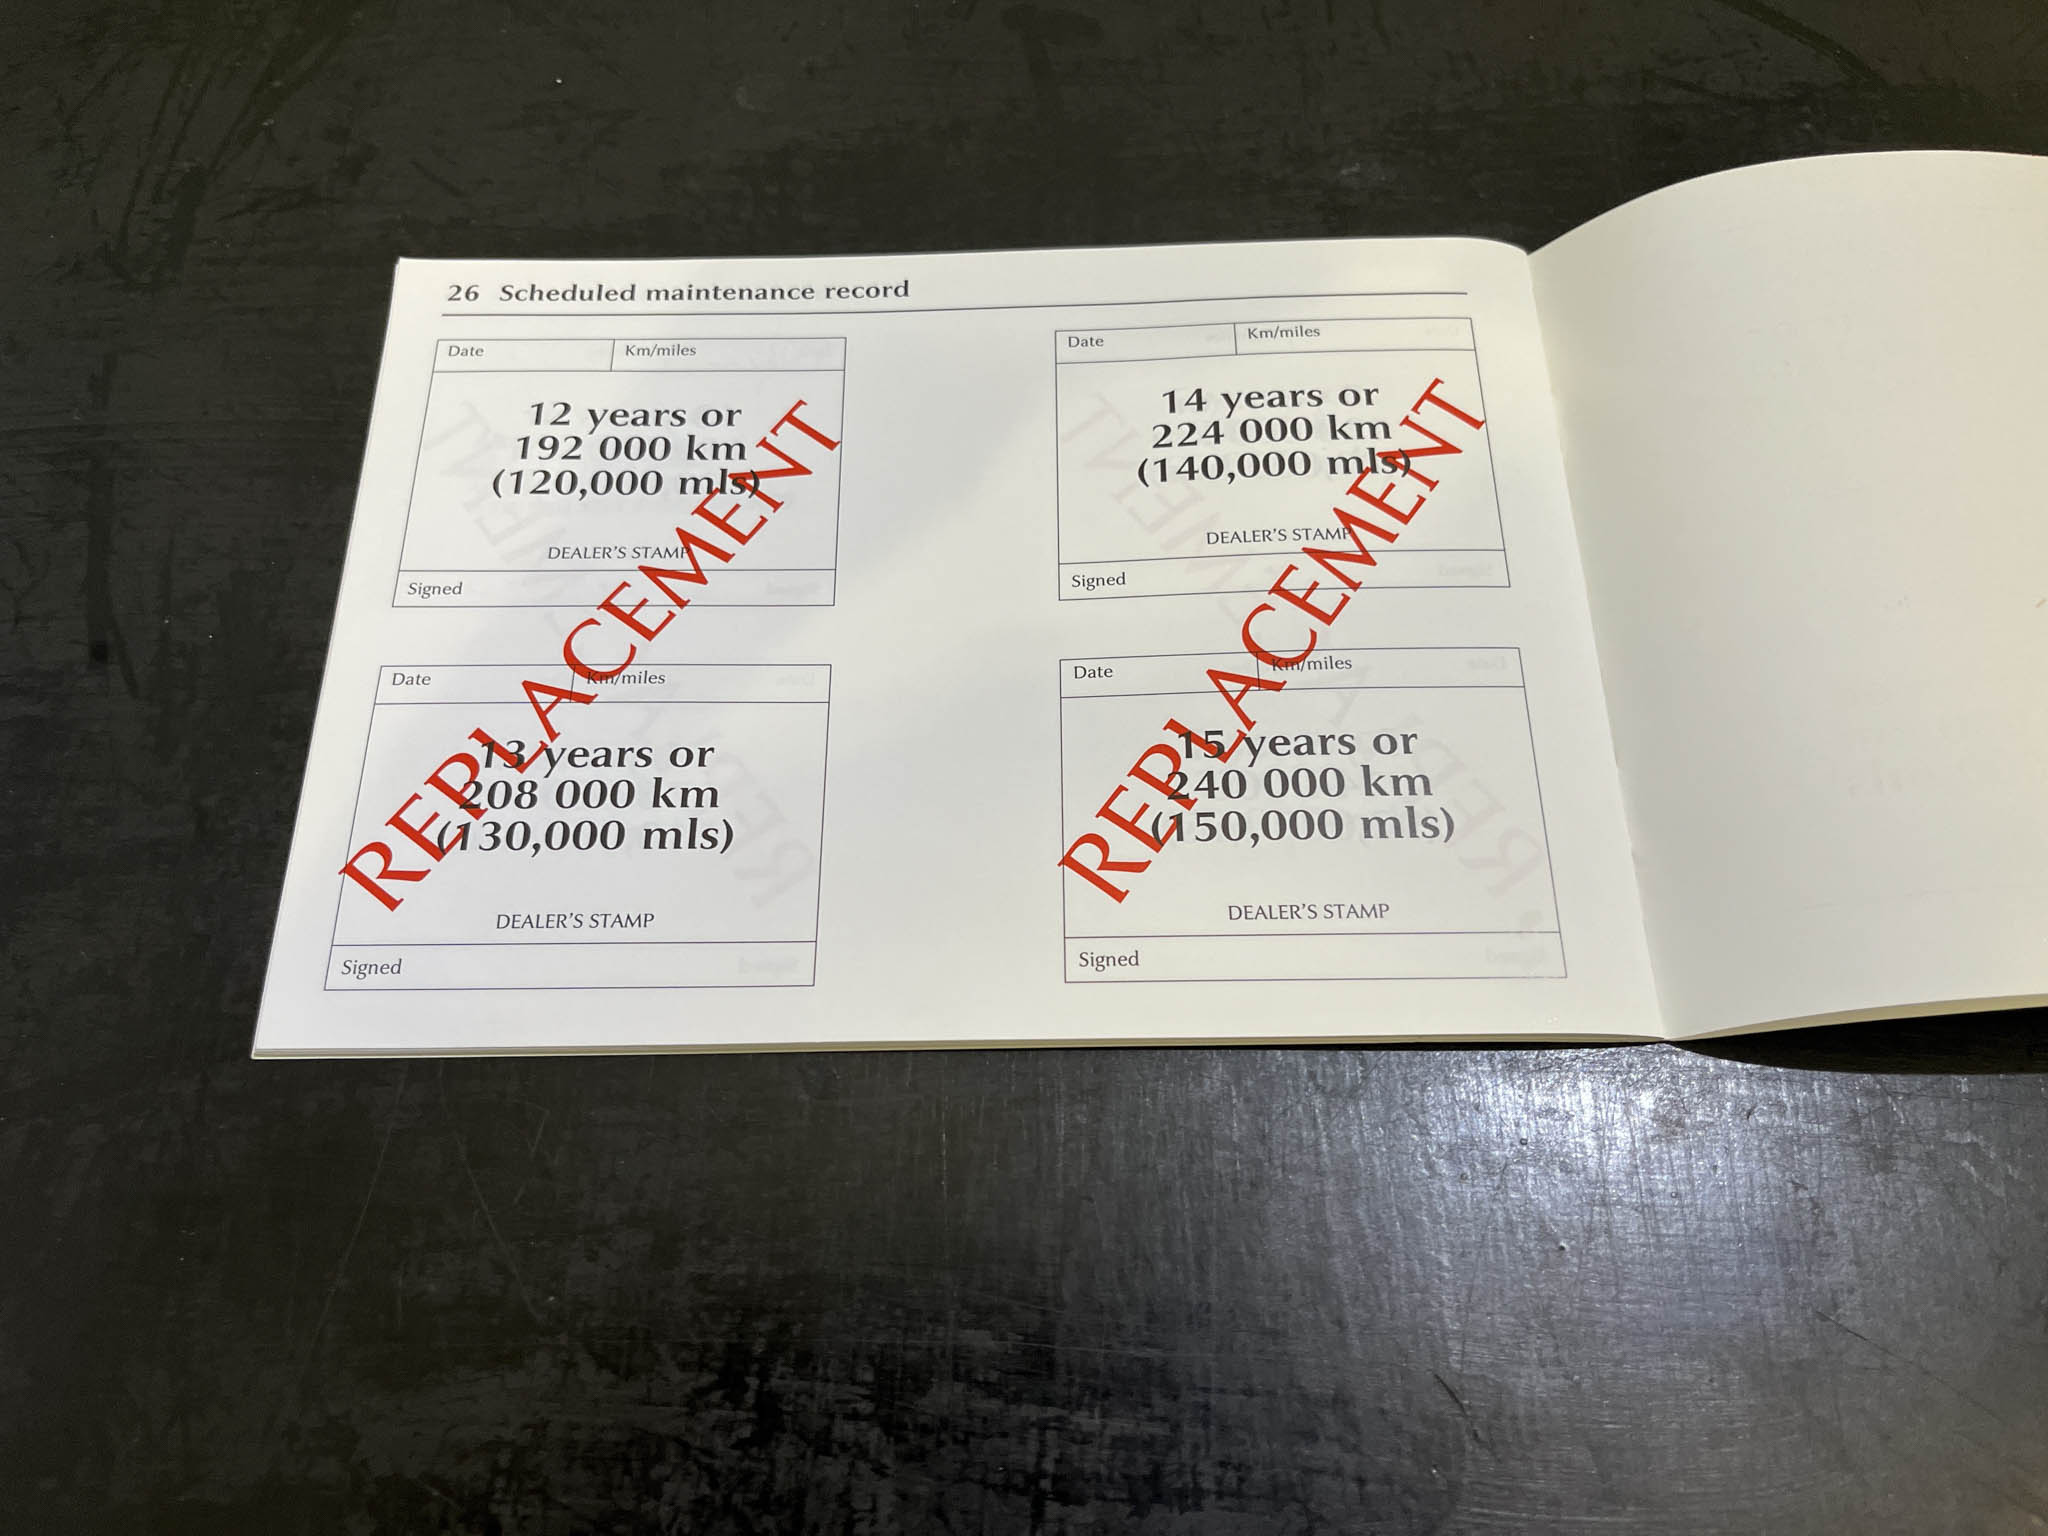 26 Scheduled maintenance record
Date Km/miles
12 years or
192 000 km
(120,000 mls)
DEALER'S STAMP
Signed
Date Km/miles
13 years or
208 000 km
(130,000 mls)
DEALER'S STAMP
Signed
REPLACEMENT
Date Km/miles
14 years or
224 000 km
(140,000 mls)
DEALER'S STAMP
Signed
Date Km/miles
15 years or
240 000 km
(150,000 mls)
DEALER'S STAMP
Signed
REPLACEMENT